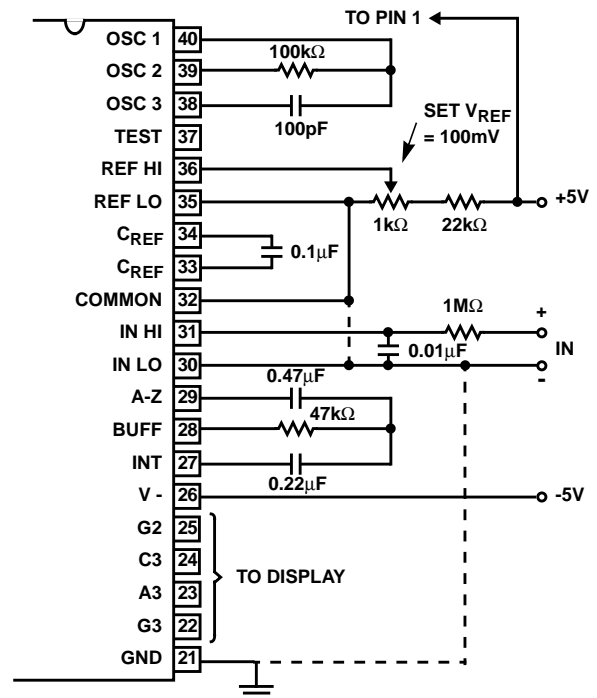 TO PIN 1
OSC 1 40
100kΩ
OSC 2 39
OSC 3 38
100pF
SET VREF
= 100mV
TEST 37
REF HI 36
REF LO 35
+5V
1kΩ 22kΩ
CREF 34
0.1µF
CREF 33
COMMON 32
1MΩ
+
IN HI 31
0.01µF
IN
IN LO 30
-
0.47µF
A-Z 29
47kΩ
BUFF 28
INT 27
0.22µF
V - 26
-5V
G2 25
C3 24
TO DISPLAY
A3 23
G3 22
GND 21